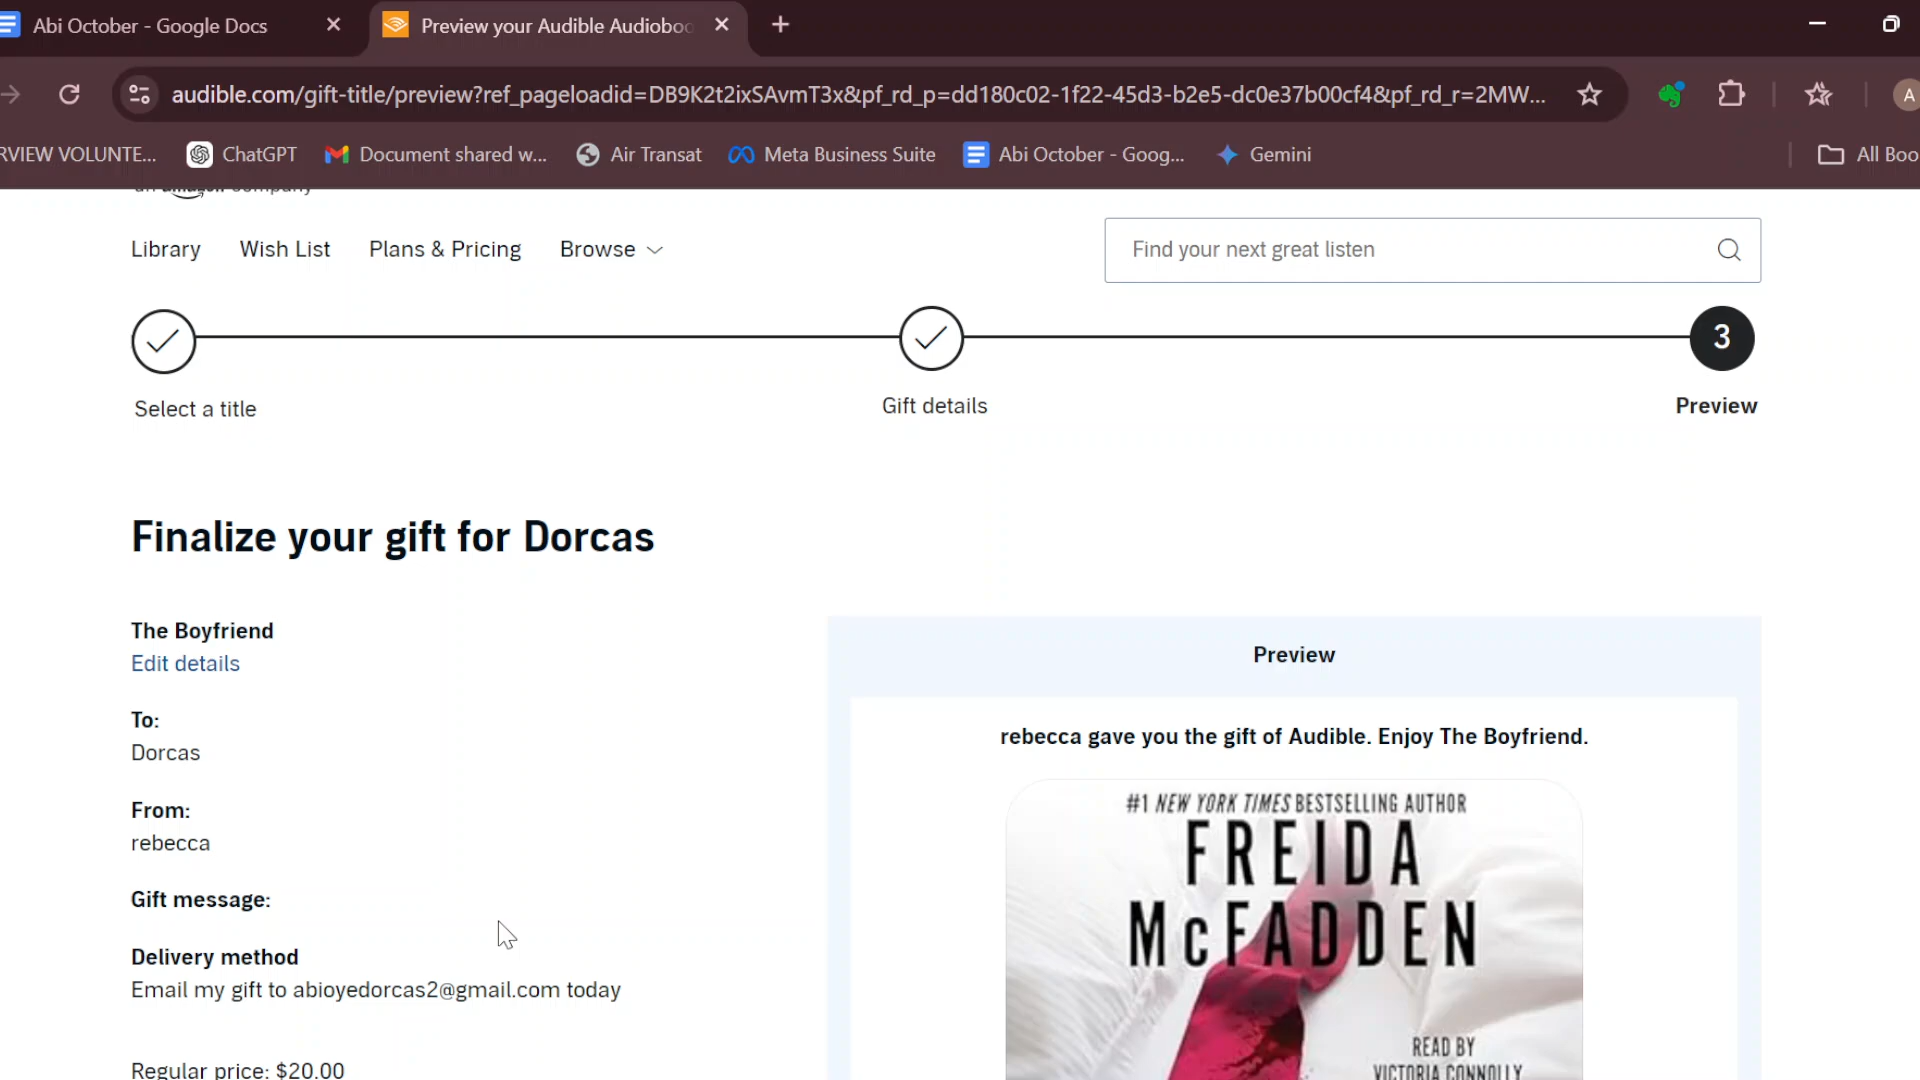 Abi October - Google Docs
Preview your Audible Audioboo
audible.com/gift-title/preview?ref_pageloadid=DB9K2t2ixSAvmT3x&pf_rd_p=dd180c02-1f22-45d3-b2e5-dc0e37b00cf4&pf_rd_r=2MW...
A
RVIEW VOLUNTE...
ChatGPT
Document shared w...
Air Transat
Meta Business Suite
Abi October - Goog...
Gemini
All Boo
an amazon company
Library
Wish List
Plans & Pricing
Browse
Find your next great listen
3
Select a title
Gift details
Preview
Finalize your gift for Dorcas
The Boyfriend
Edit details
To:
Dorcas
From:
rebecca
Gift message:
Delivery method
Email my gift to abioyedorcas2@gmail.com today
Regular price: $20.00
Preview
rebecca gave you the gift of Audible. Enjoy The Boyfriend.
#1 NEW YORK TIMES BESTSELLING AUTHOR
FREIDA
McFADDEN
READ BY
VICTORIA CONNOLLY